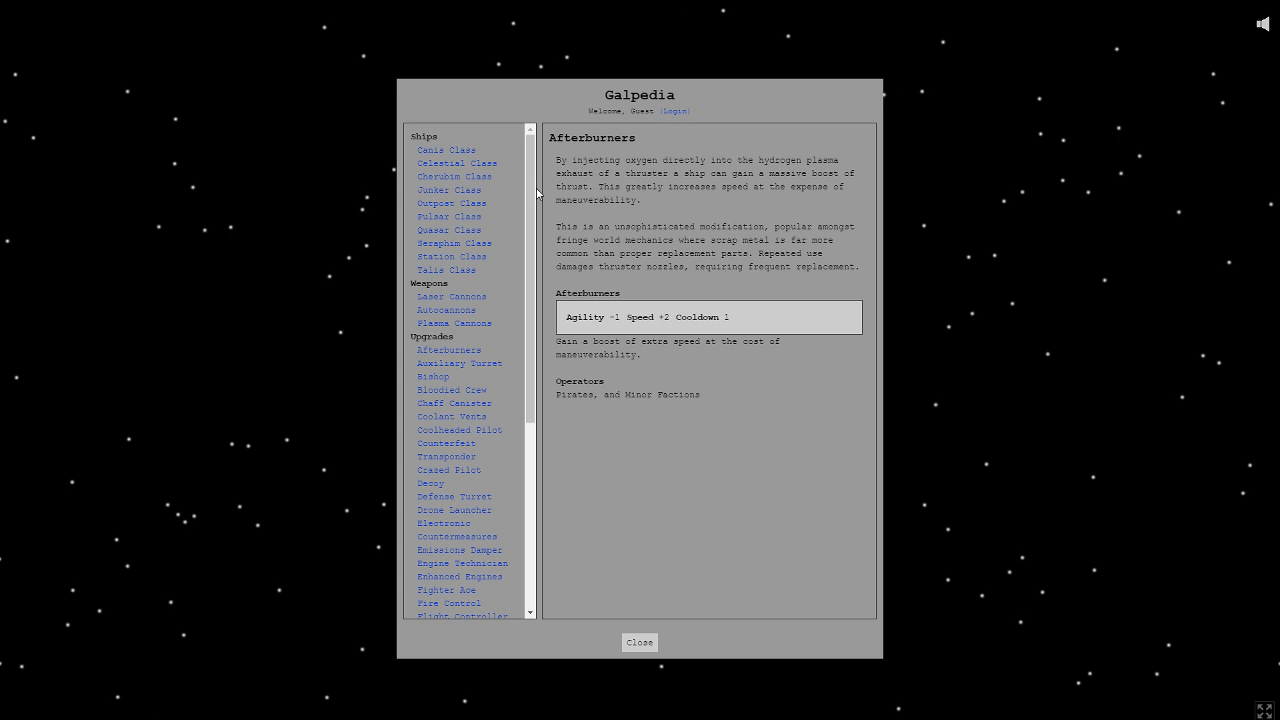 Galpedia
Welcome, Guest (Login)
Ships
Canis Class
Celestial Class
Cherubim Class
Junker Class
Outpost Class
Pulsar Class
Quasar Class
Seraphim Class
Station Class
Talis Class
Weapons
Laser Cannons
Autocannons
Plasma Cannons
Upgrades
Afterburners
Auxiliary Turret
Bishop
Bloodied Crew
Chaff Canister
Coolant Vents
Coolheaded Pilot
Counterfeit
Transponder
Crazed Pilot
Decoy
Defense Turret
Drone Launcher
Electronic
Countermeasures
Emissions Damper
Engine Technician
Enhanced Engines
Fighter Ace
Fire Control
Flight Controller
Afterburners
By injecting oxygen directly into the hydrogen plasma
exhaust of a thruster a ship can gain a massive boost of
thrust. This greatly increases speed at the expense of
maneuverability.
This is an unsophisticated modification, popular amongst
fringe world mechanics where scrap metal is far more
common than proper replacement parts. Repeated use
damages thruster nozzles, requiring frequent replacement.
Afterburners
Agility -1 Speed +2 Cooldown 1
Gain a boost of extra speed at the cost of
maneuverability.
Operators
Pirates, and Minor Factions
Close